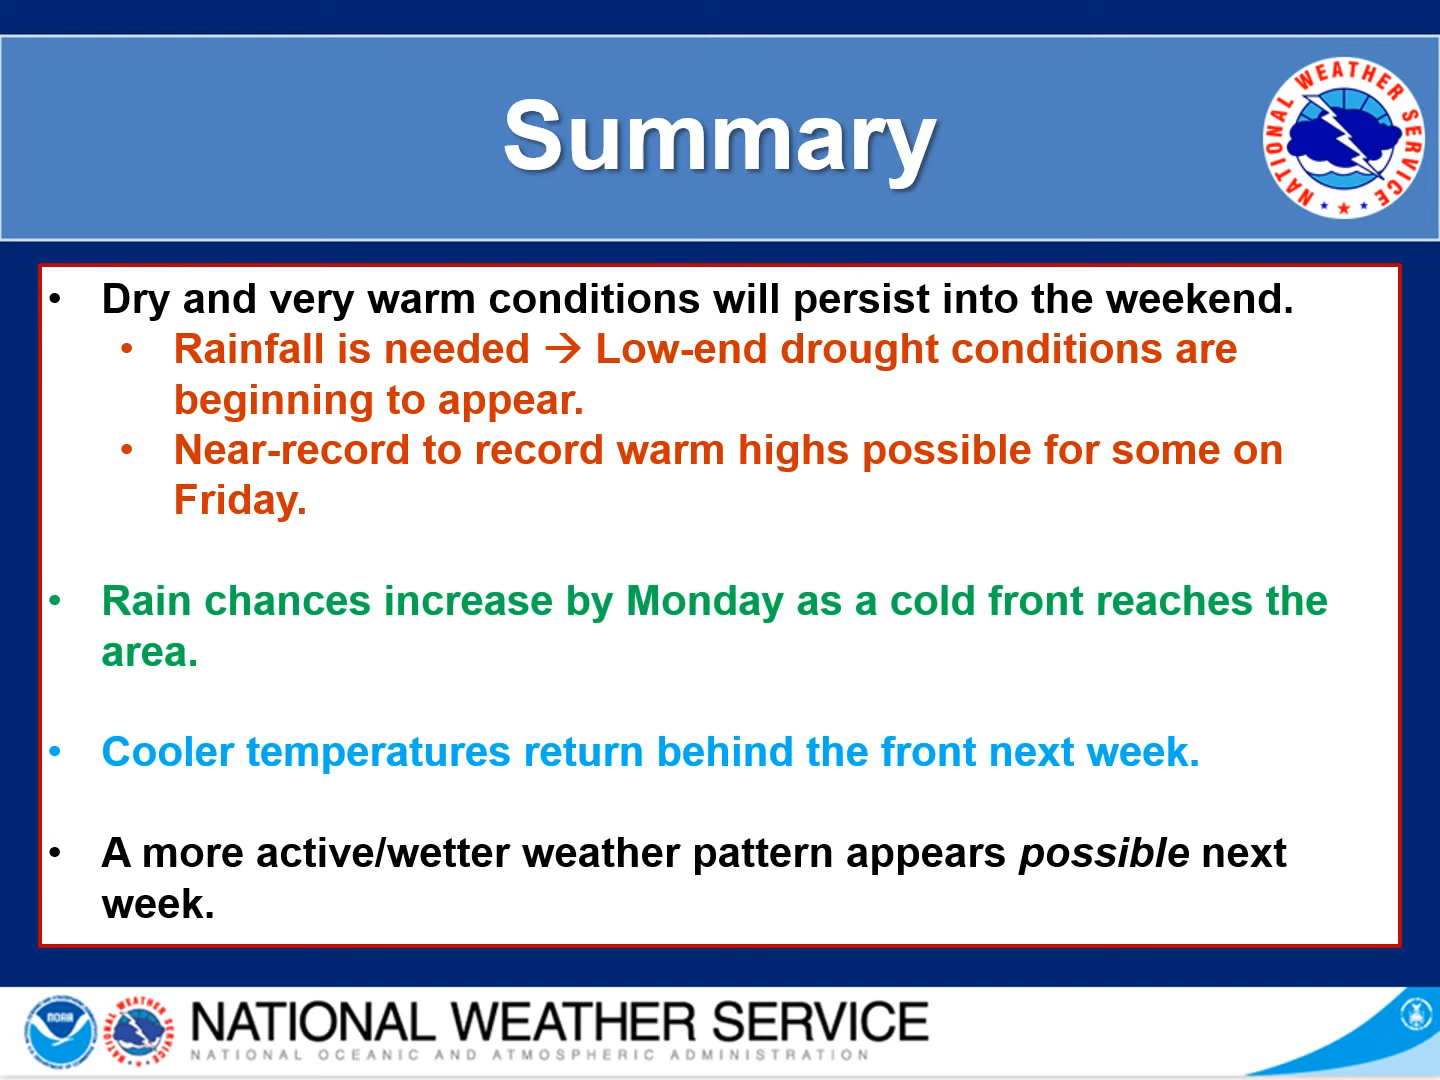 Summary
NATIONAL WEATHER SERVICE
• Dry and very warm conditions will persist into the weekend.
• Rainfall is needed → Low-end drought conditions are
beginning to appear.
• Near-record to record warm highs possible for some on
Friday.
• Rain chances increase by Monday as a cold front reaches the
area.
• Cooler temperatures return behind the front next week.
• A more active/wetter weather pattern appears possible next
week.
NOAA
NATIONAL WEATHER SERVICE
NATIONAL OCEANIC AND ATMOSPHERIC ADMINISTRATION